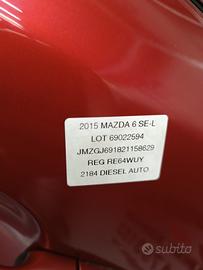 2015 MAZDA 6 SE-L
LOT 69022594
JMZGJ691821158629
REG RE64WUY
2184 DIESEL AUTO
subito